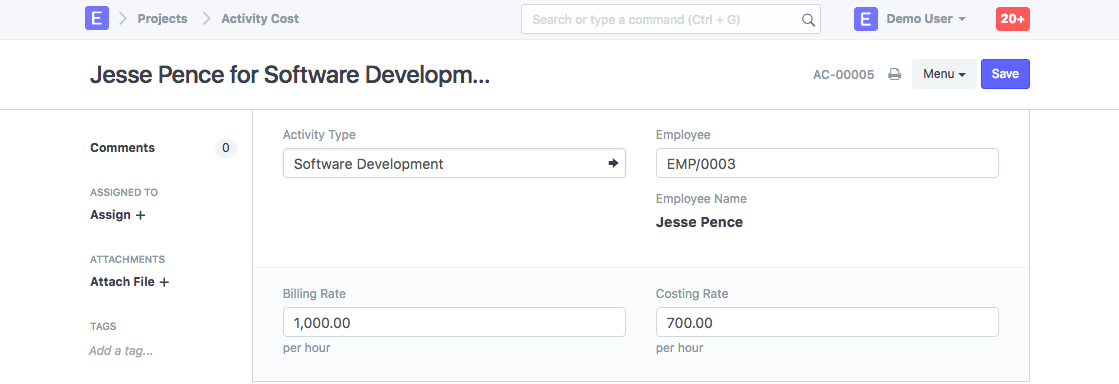 E Projects Activity Cost Search or type a command (Ctrl + G) E Demo User 20+
Jesse Pence for Software Developm... AC-00005 Menu Save
Comments 0
ASSIGNED TO
Assign +
ATTACHMENTS
Attach File +
TAGS
Add a tag...
Activity Type
Software Development
Employee
EMP/0003
Employee Name
Jesse Pence
Billing Rate
1,000.00
per hour
Costing Rate
700.00
per hour